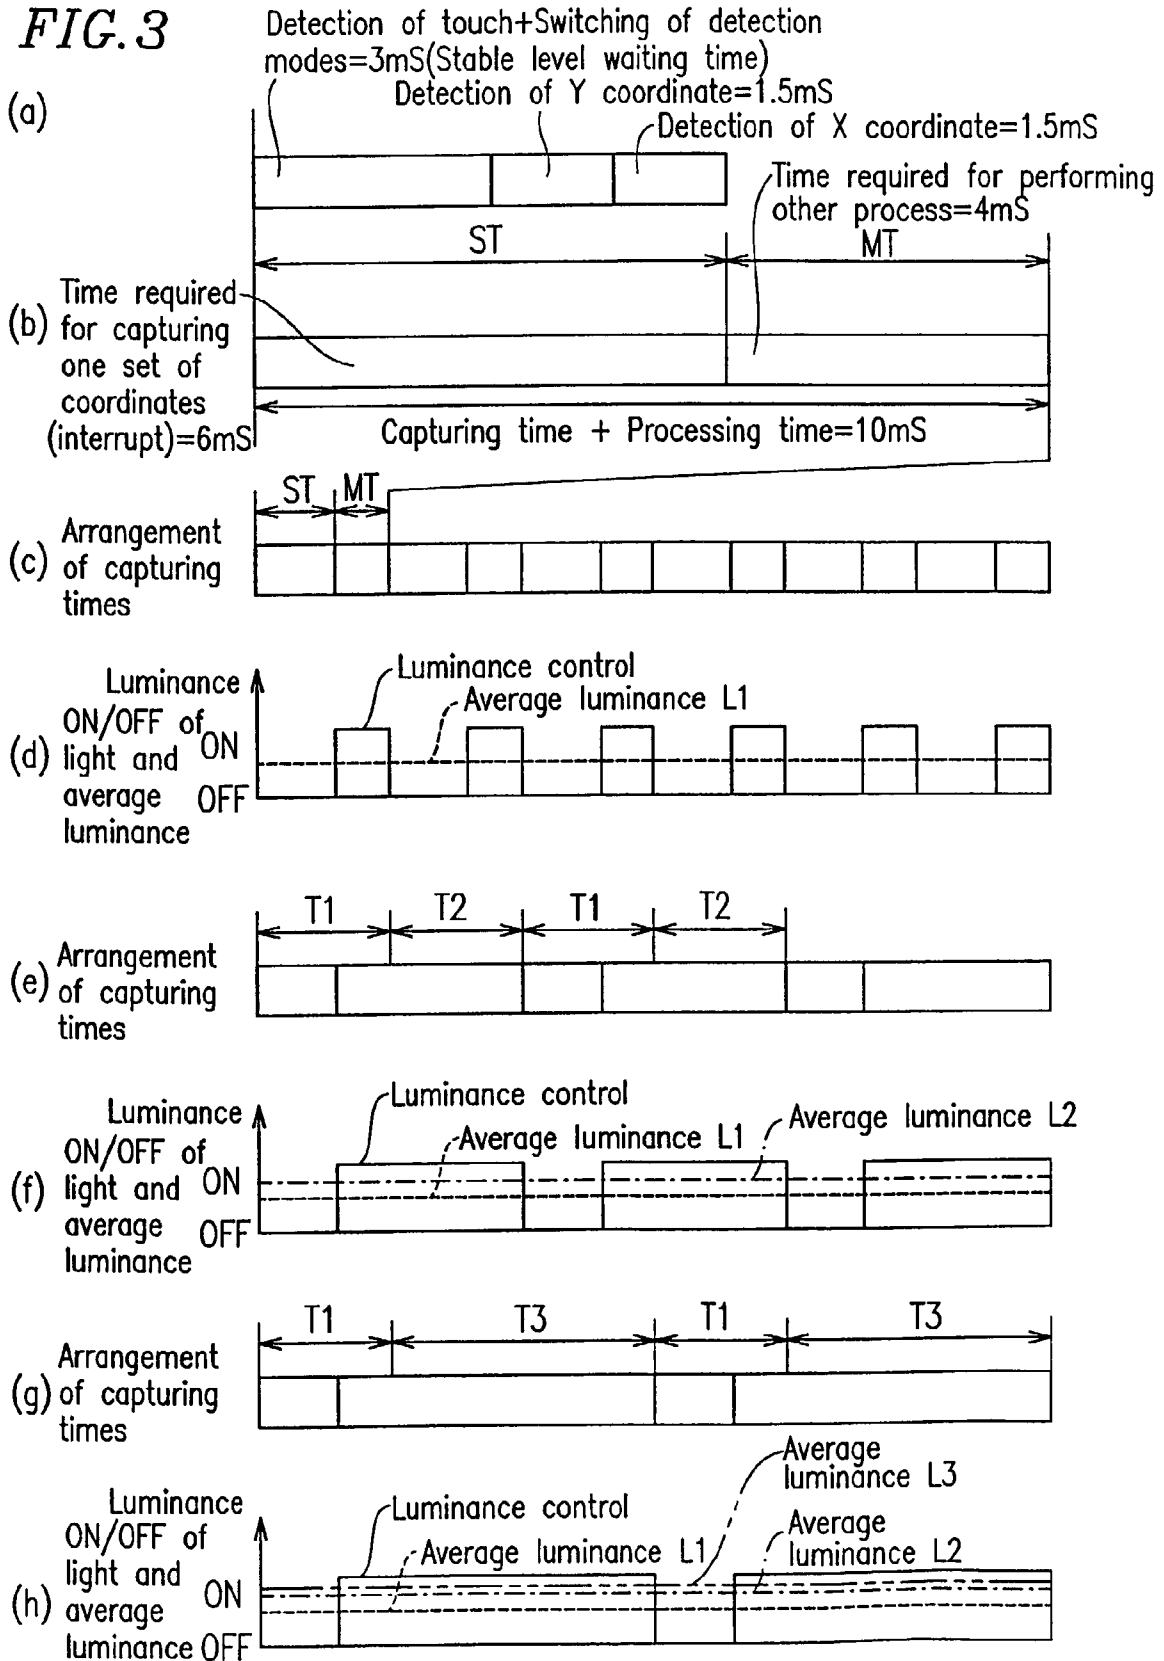 FIG.3
Detection of touch+Switching of detection
modes=3mS(Stable level waiting time)
Detection of Y coordinate=1.5mS
(a)
Detection of X coordinate=1.5mS
Time required for performing
other process=4mS
ST
MT
(b)
Time required
for capturing
one set of
coordinates
(interrupt)=6mS
Capturing time + Processing time=10mS
ST
MT
(c)
Arrangement
of capturing
times
Luminance control
Average luminance L1
(d)
Luminance
ON/OFF of
light and
average
luminance
ON
OFF
T1
T2
T1
T2
(e)
Arrangement
of capturing
times
Luminance control
Average luminance L1
Average luminance L2
(f)
Luminance
ON/OFF of
light and
average
luminance
ON
OFF
T1
T3
T1
T3
(g)
Arrangement
of capturing
times
Average
luminance L3
Luminance control
Average luminance L1
Average
luminance L2
(h)
Luminance
ON/OFF of
light and
average
luminance
ON
OFF